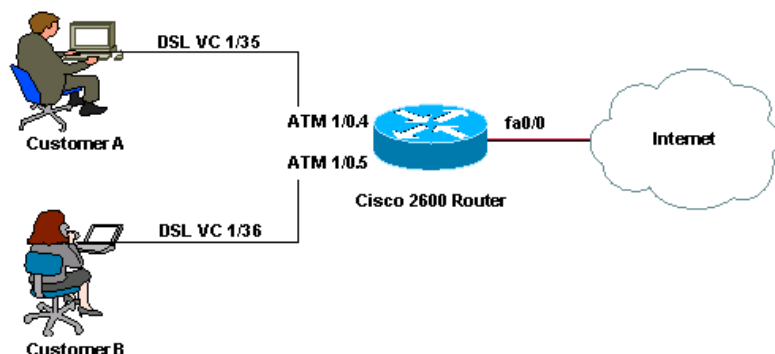 DSL VC 1/35
Customer A
ATM 1/0.4
fa0/0
Internet
ATM 1/0.5
Cisco 2600 Router
DSL VC 1/36
Customer B